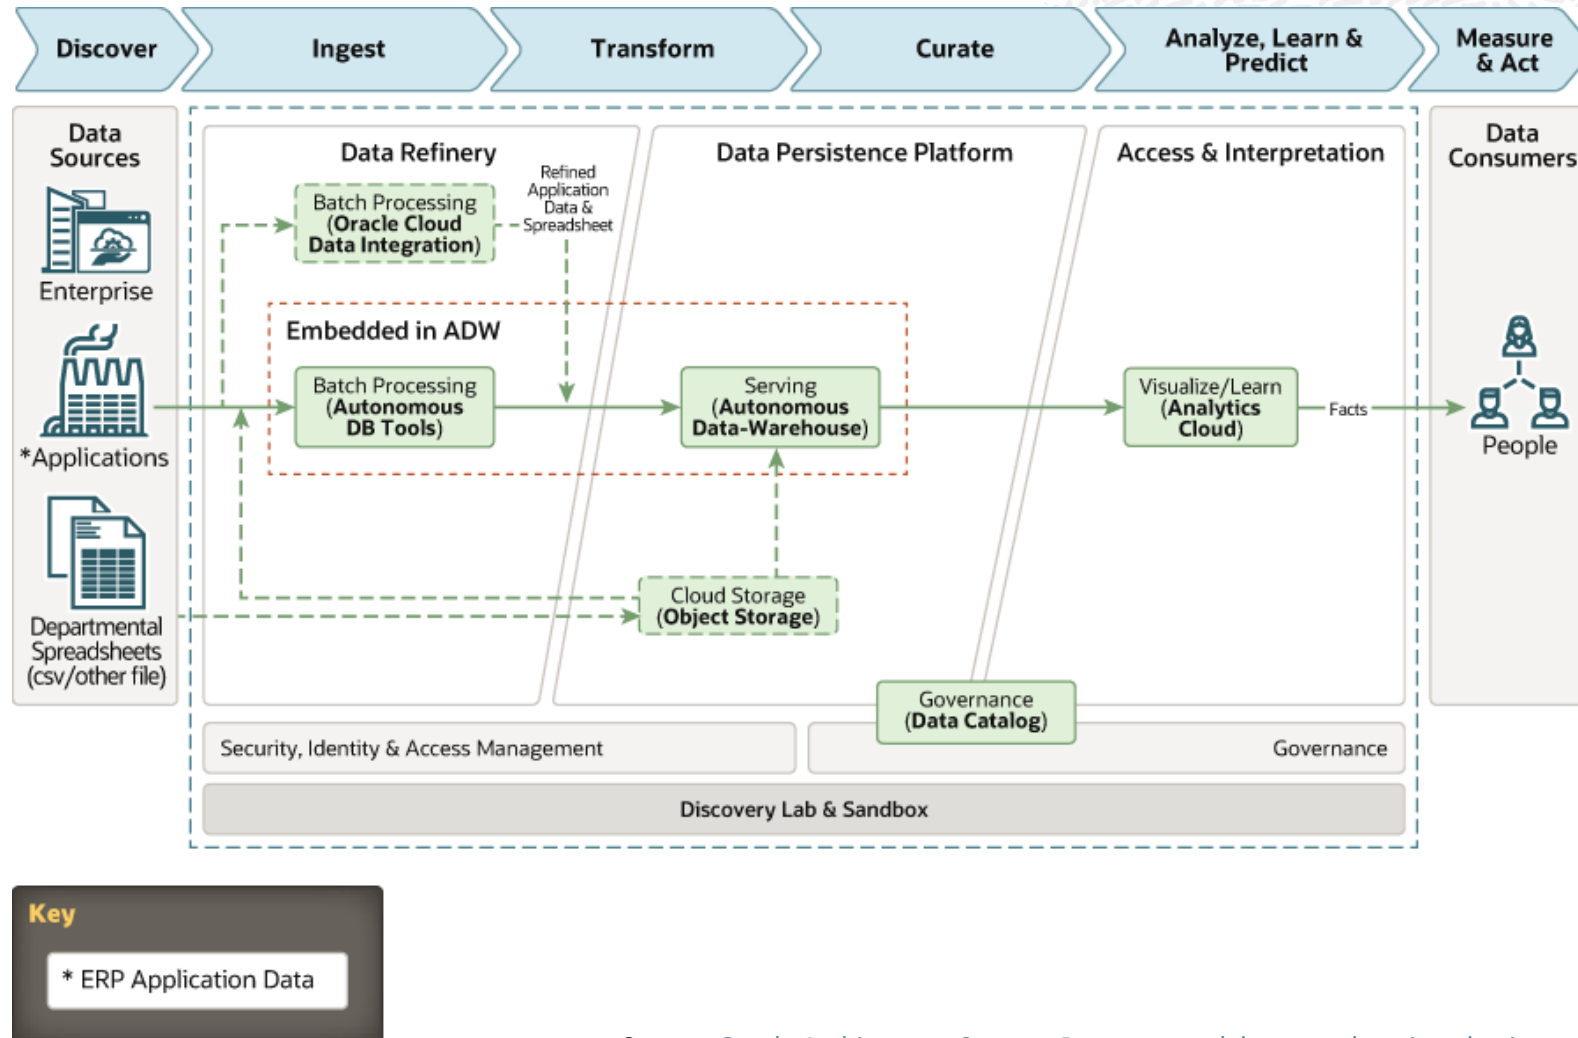 Discover
Ingest
Transform
Curate
Analyze, Learn &
Predict
Measure
& Act
Data
Sources
Enterprise
*Applications
Departmental
Spreadsheets
(csv/other file)
Data Refinery
Batch Processing
(Oracle Cloud
Data Integration)
Refined
Application
Data &
Spreadsheet
Embedded in ADW
Batch Processing
(Autonomous
DB Tools)
Data Persistence Platform
Serving
(Autonomous
Data-Warehouse)
Cloud Storage
(Object Storage)
Access & Interpretation
Visualize/Learn
(Analytics
Cloud)
Facts
Data
Consumers
People
Governance
(Data Catalog)
Security, Identity & Access Management
Governance
Discovery Lab & Sandbox
Key
* ERP Application Data